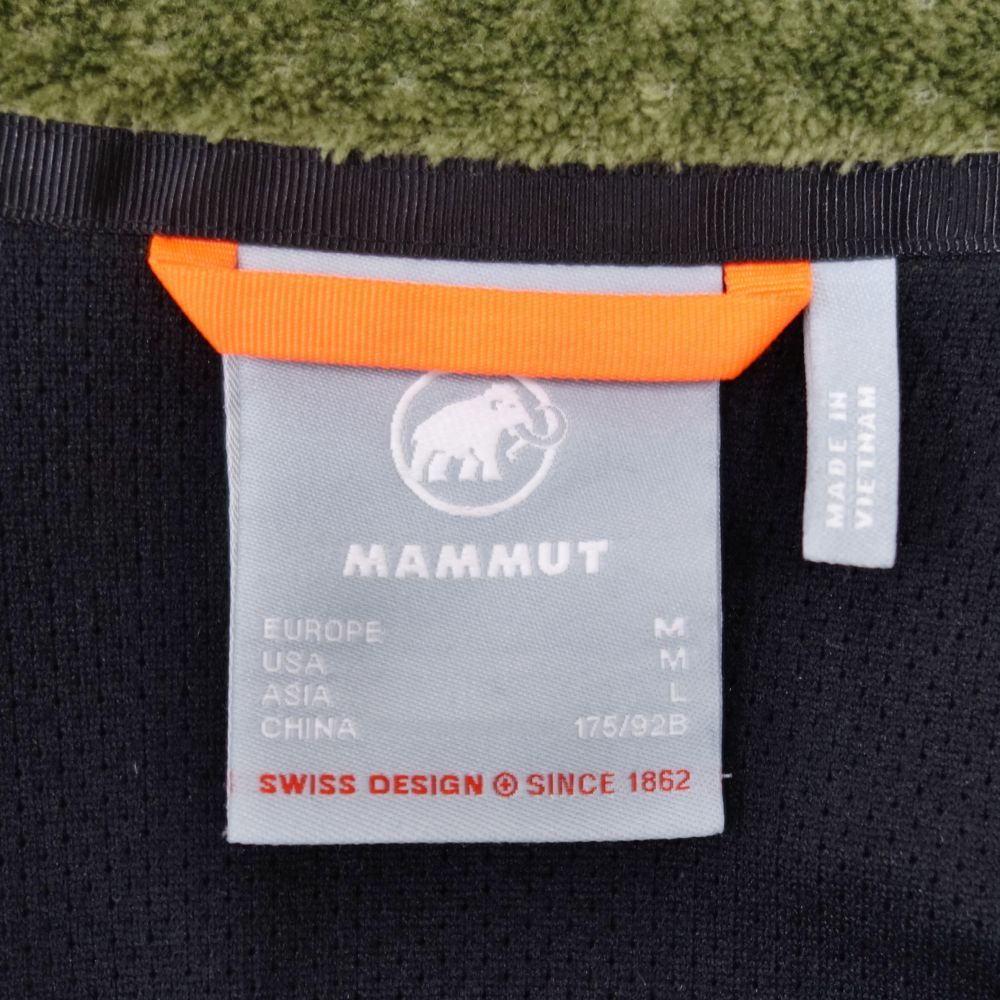 MAMMUT
EUROPE M
USA M
ASIA L
CHINA 175/92B
SWISS DESIGN SINCE 1862
MADE IN
VIETNAM